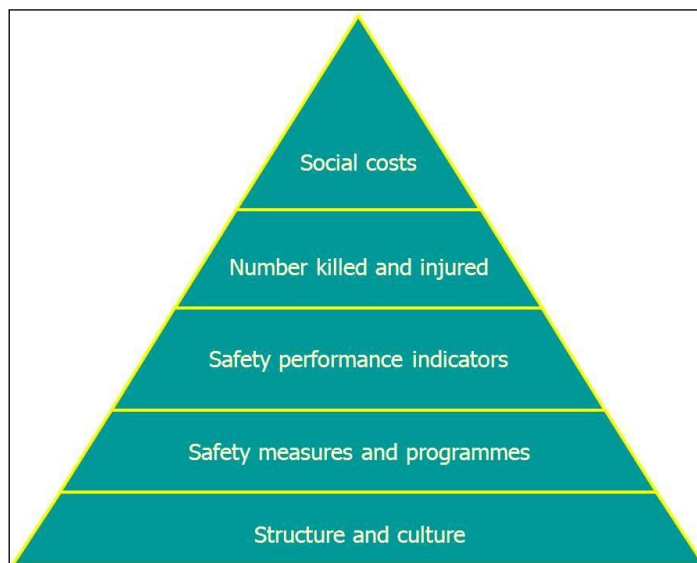 Social costs
Number killed and injured
Safety performance indicators
Safety measures and programmes
Structure and culture